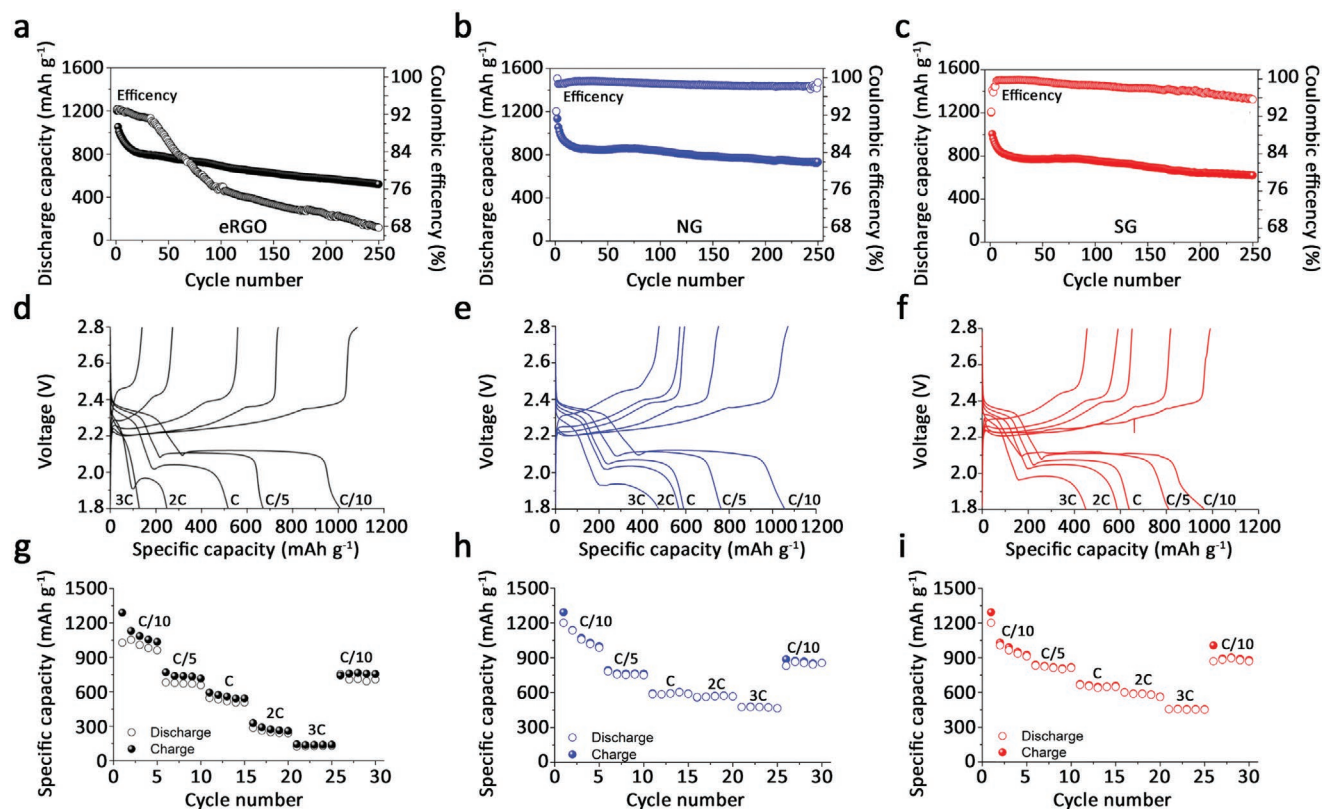 a
Discharge capacity (mAh g⁻¹)
1600
1200
800
400
0
Efficency
eRGO
100
92
84
76
68
Coulombic efficency (%)
0 50 100 150 200 250
Cycle number
b
Discharge capacity (mAh g⁻¹)
1600
1200
800
400
0
Efficency
NG
100
92
84
76
68
Coulombic efficency (%)
0 50 100 150 200 250
Cycle number
c
Discharge capacity (mAh g⁻¹)
1600
1200
800
400
0
Efficency
SG
100
92
84
76
68
Coulombic efficency (%)
0 50 100 150 200 250
Cycle number
d
Voltage (V)
2.8
2.6
2.4
2.2
2.0
1.8
3C 2C C C/5 C/10
0 200 400 600 800 1000 1200
Specific capacity (mAh g⁻¹)
e
Voltage (V)
2.8
2.6
2.4
2.2
2.0
1.8
3C 2C C C/5 C/10
0 200 400 600 800 1000 1200
Specific capacity (mAh g⁻¹)
f
Voltage (V)
2.8
2.6
2.4
2.2
2.0
1.8
3C 2C C C/5 C/10
0 200 400 600 800 1000 1200
Specific capacity (mAh g⁻¹)
g
Specific capacity (mAh g⁻¹)
1500
1200
900
600
300
0
C/10
C/5
C
2C
3C
C/10
Discharge
Charge
0 5 10 15 20 25 30
Cycle number
h
Specific capacity (mAh g⁻¹)
1500
1200
900
600
300
0
C/10
C/5
C
2C
3C
C/10
Discharge
Charge
0 5 10 15 20 25 30
Cycle number
i
Specific capacity (mAh g⁻¹)
1500
1200
900
600
300
0
C/10
C/5
C
2C
3C
C/10
Discharge
Charge
0 5 10 15 20 25 30
Cycle number